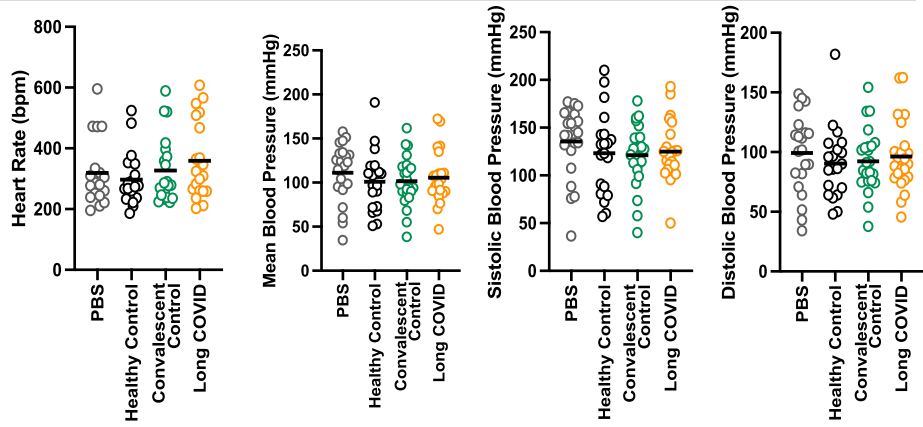 Heart Rate (bpm)
800
600
400
200
0
PBS
Healthy Control
Convalescent
Control
Long COVID
Mean Blood Pressure (mmHg)
250
200
150
100
50
0
PBS
Healthy Control
Convalescent
Control
Long COVID
Sistolic Blood Pressure (mmHg)
250
200
150
100
50
0
PBS
Healthy Control
Convalescent
Control
Long COVID
Distolic Blood Pressure (mmHg)
200
150
100
50
0
PBS
Healthy Control
Convalescent
Control
Long COVID